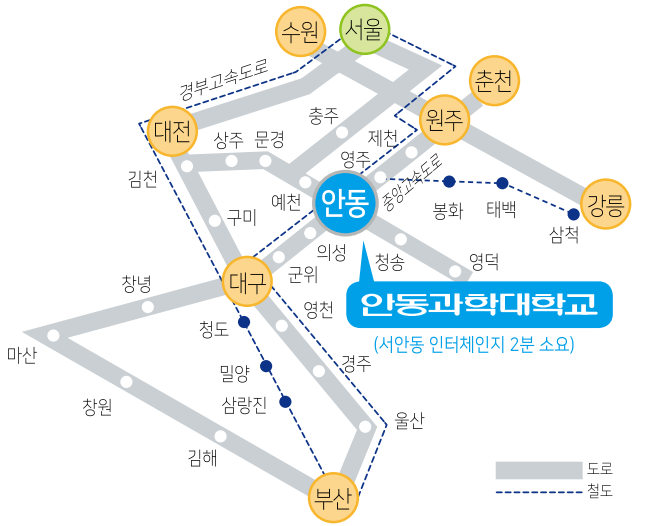 수원
서울
경부고속도로
춘천
충주
원주
대전
상주
문경
제천
영주
김천
예천
안동
중앙고속도로
봉화
태백
강릉
구미
삼척
의성
청송
영덕
군위
대구
창녕
영천
안동과학대학교
청도
(서안동 인터체인지 2분 소요)
마산
밀양
경주
창원
삼랑진
울산
김해
부산
도로
철도